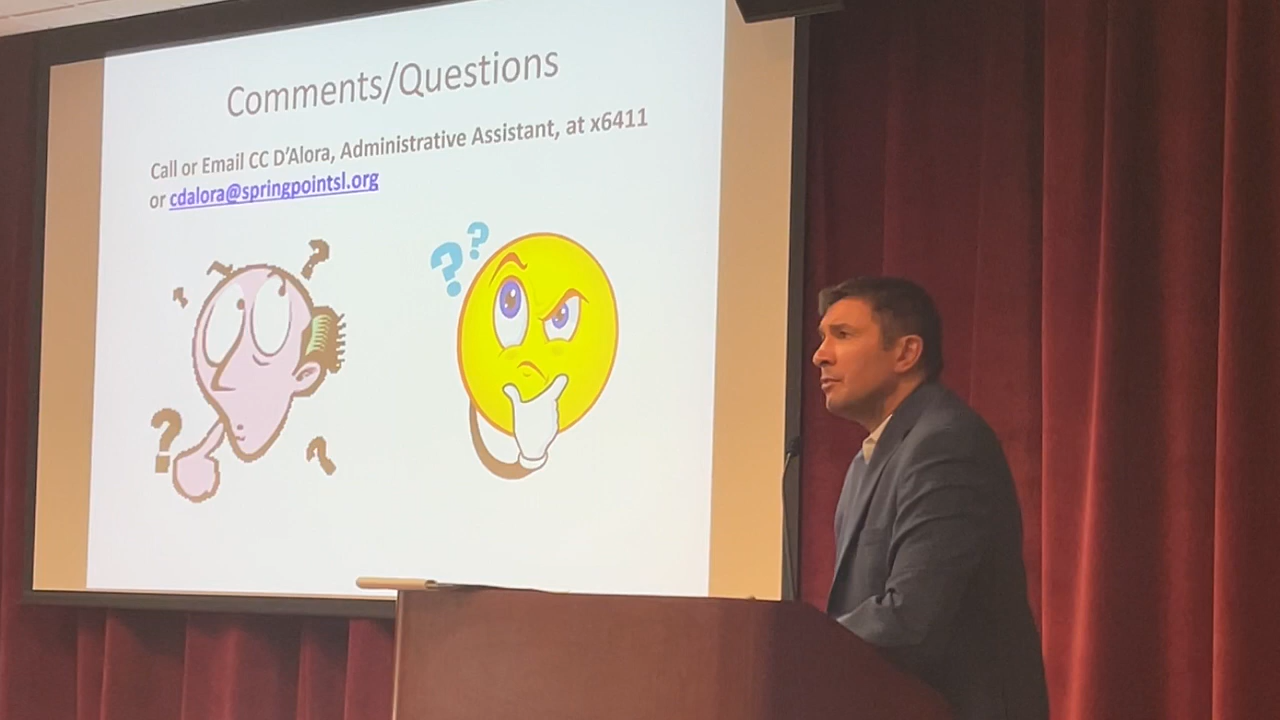 Comments/Questions
Call or Email CC D’Alora, Administrative Assistant, at x6411
or cdalora@springpointsl.org
? ?
?
?
?